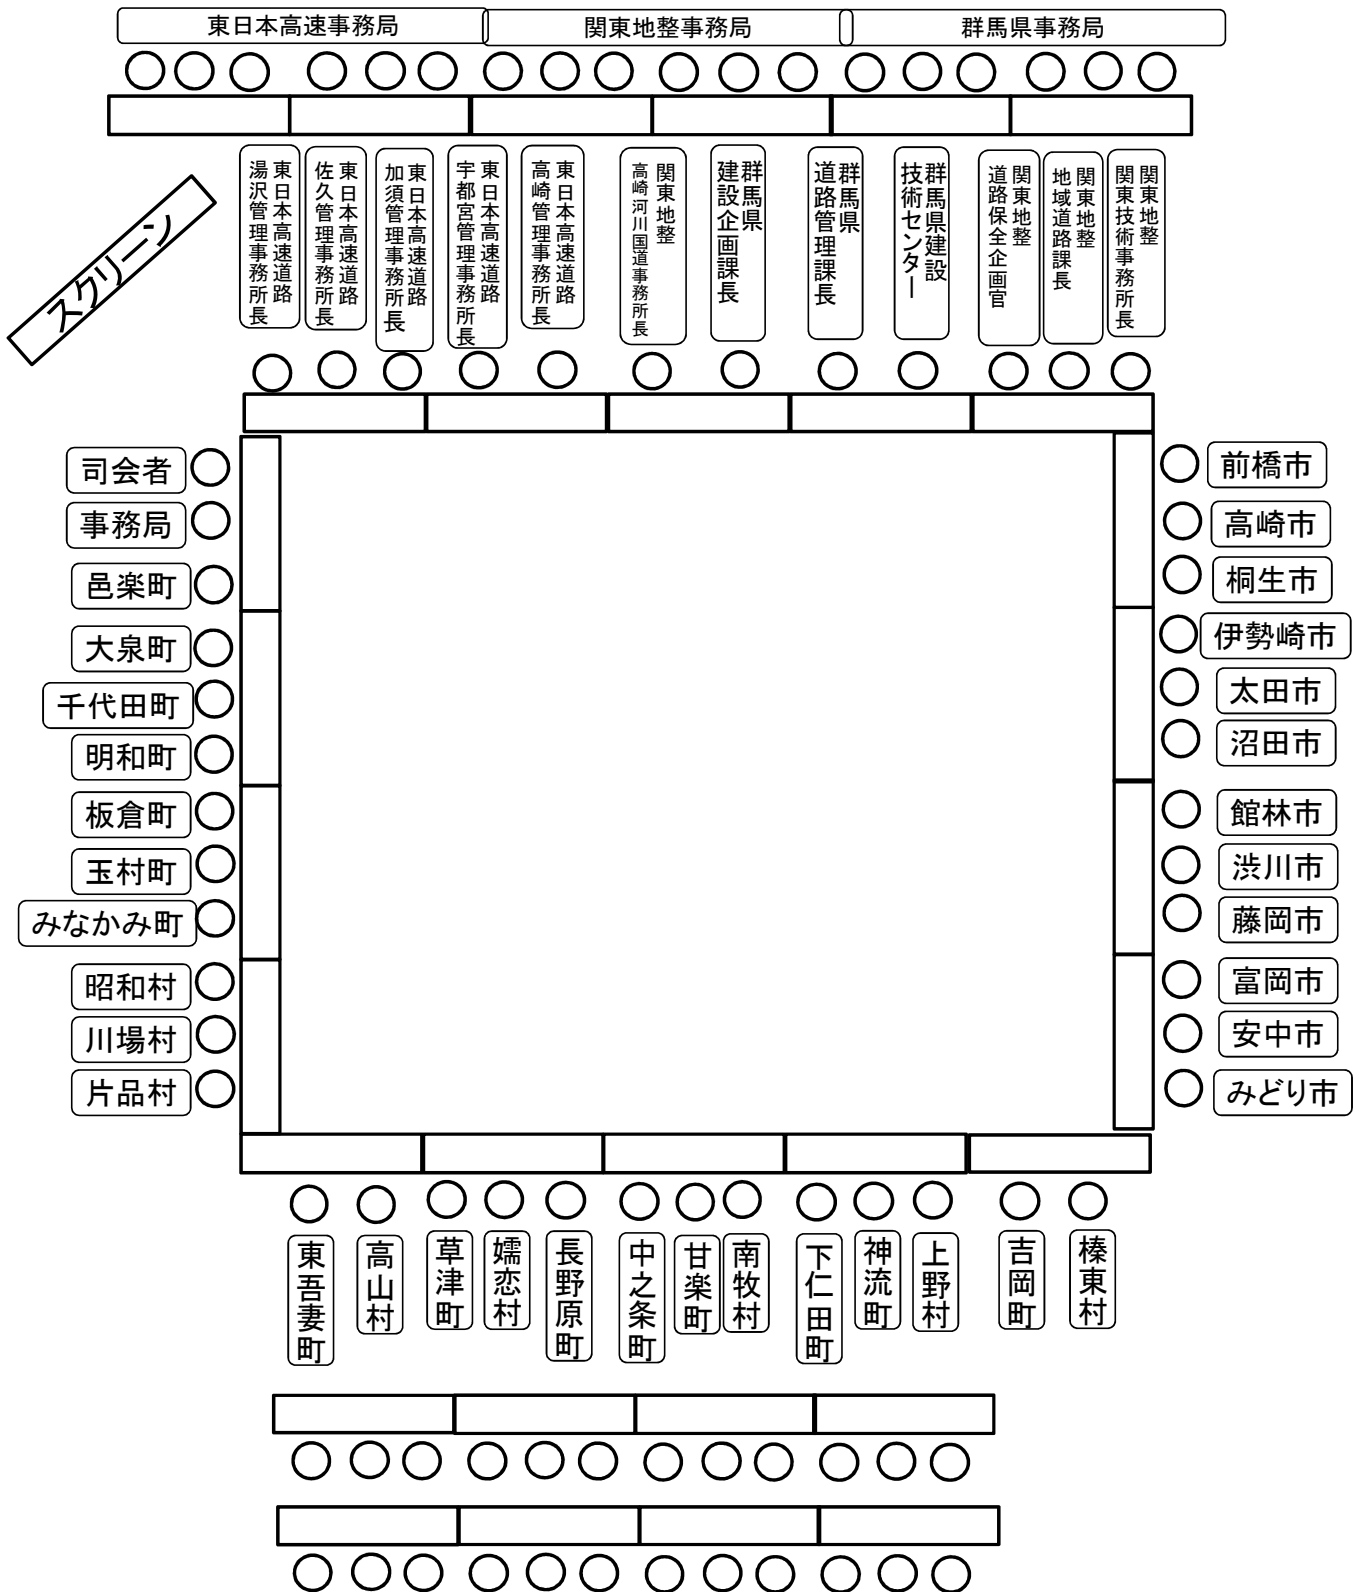 東日本高速事務局
関東地整事務局
群馬県事務局
スクリーン
東日本高速道路
湯沢管理事務所長
東日本高速道路
佐久管理事務所長
東日本高速道路
加須管理事務所長
東日本高速道路
宇都宮管理事務所長
東日本高速道路
高崎管理事務所長
関東地整
高崎河川国道事務所長
群馬県
建設企画課長
群馬県
道路管理課長
群馬県建設
技術センター
関東地整
道路保全企画官
関東地整
地域道路課長
関東地整
関東技術事務所長
司会者
事務局
邑楽町
大泉町
千代田町
明和町
板倉町
玉村町
みなかみ町
昭和村
川場村
片品村
前橋市
高崎市
桐生市
伊勢崎市
太田市
沼田市
館林市
渋川市
藤岡市
富岡市
安中市
みどり市
東吾妻町
高山村
草津町
嬬恋村
長野原町
中之条町
甘楽町
南牧村
下仁田町
神流町
上野村
吉岡町
榛東村